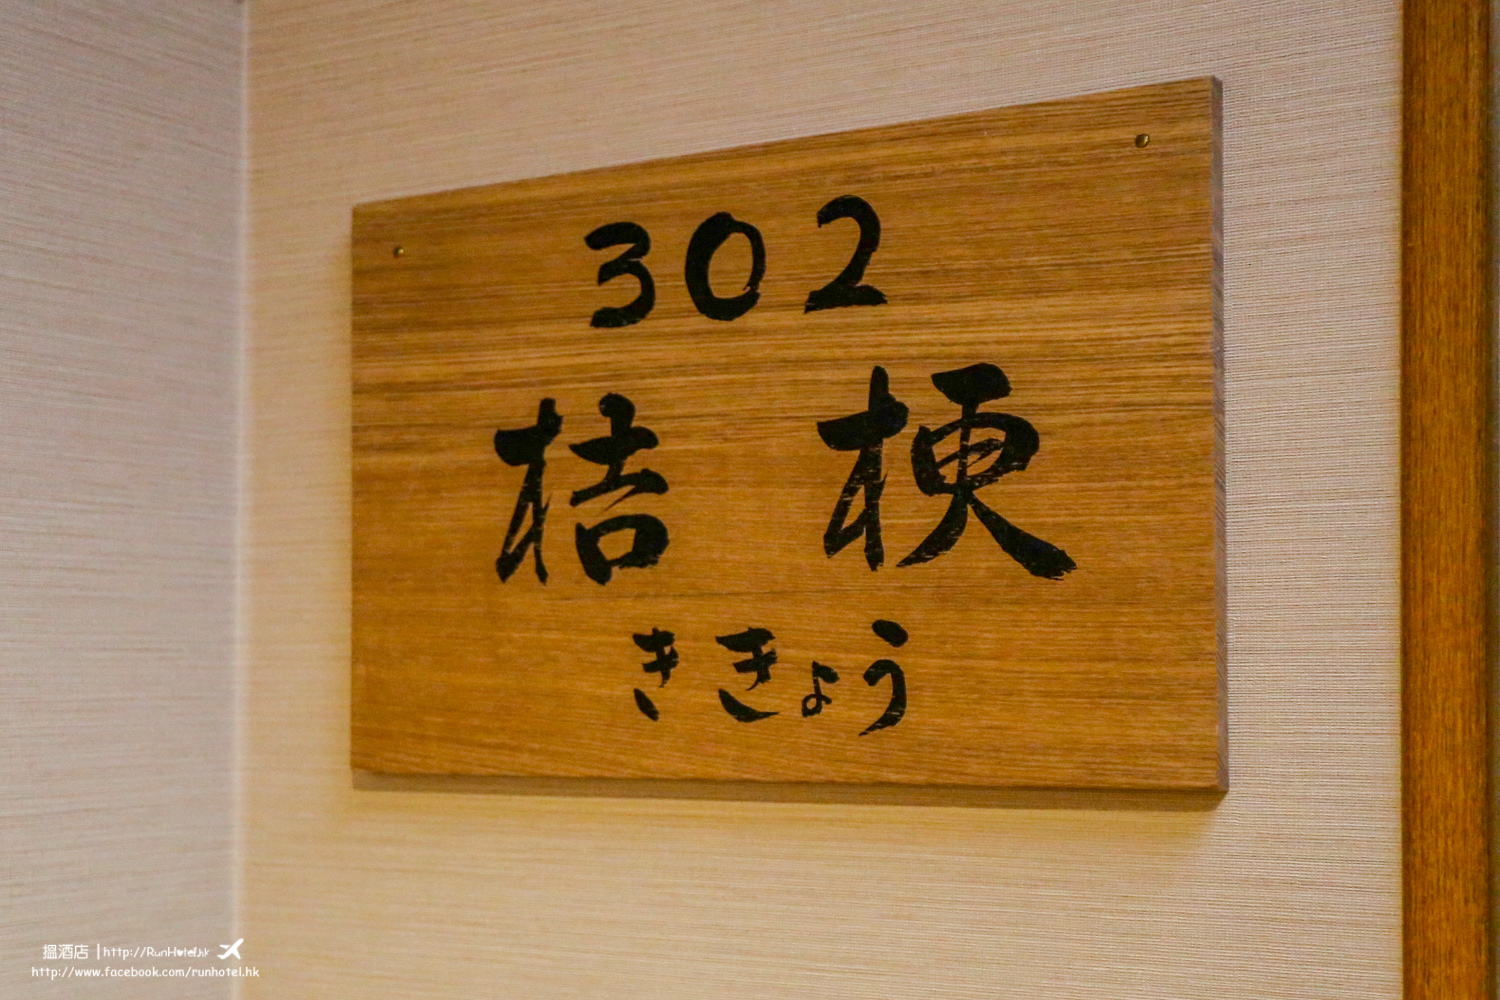 302
桔梗
ききょう
搵酒店 | http://RunHotel.hk
http://www.facebook.com/runhotel.hk